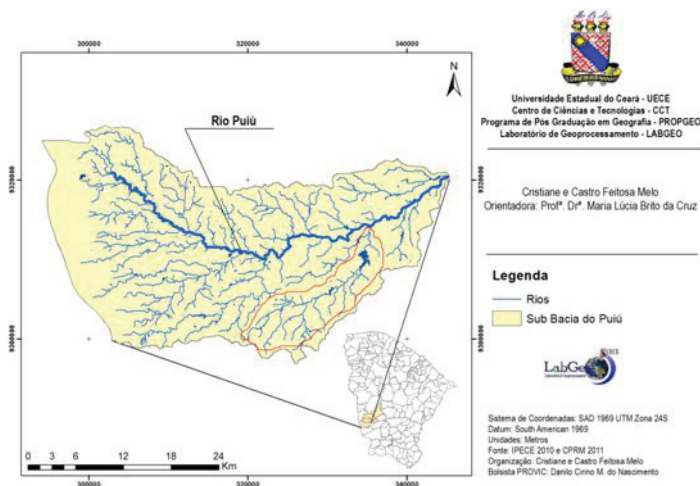 300000 320000 340000
N
Rio Puiú
9320000
9320000
9300000
9300000
0 3 6 12 18 24
Km
300000 320000 340000
Universidade Estadual do Ceará - UECE
Centro de Ciências e Tecnologias - CCT
Programa de Pós Graduação em Geografia - PROPGEO
Laboratório de Geoprocessamento - LABGEO
Cristiane e Castro Feitosa Melo
Orientadora: Profª. Drª. Maria Lúcia Brito da Cruz
Legenda
Rios
Sub Bacia do Puiú
LabGeo
UECE
Sistema de Coordenadas: SAD 1969 UTM Zona 24S
Datum: South American 1969
Unidades: Metros
Fonte: IPECE 2010 e CPRM 2011
Organização: Cristiane e Castro Feitosa Melo
Bolsista PROVIC: Danilo Cirino M. do Nascimento